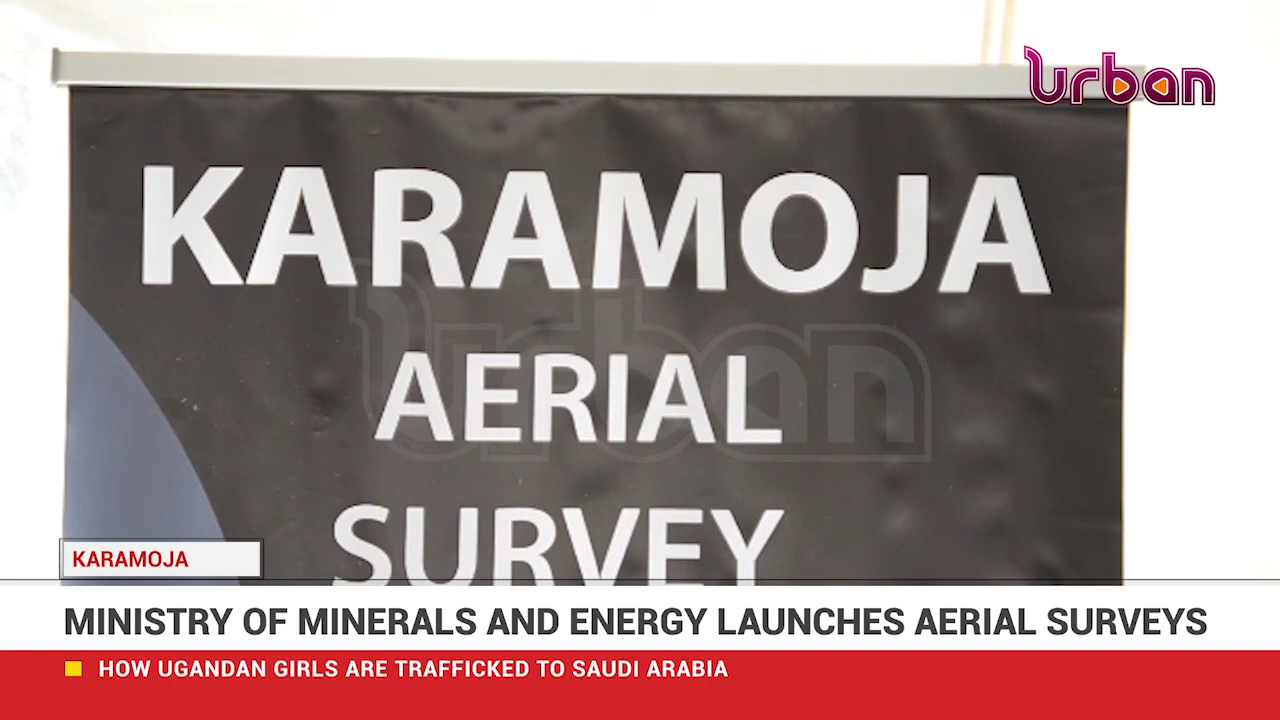 Urban
KARAMOJA
Urban
AERIAL
SURVEY
KARAMOJA
MINISTRY OF MINERALS AND ENERGY LAUNCHES AERIAL SURVEYS
HOW UGANDAN GIRLS ARE TRAFFICKED TO SAUDI ARABIA